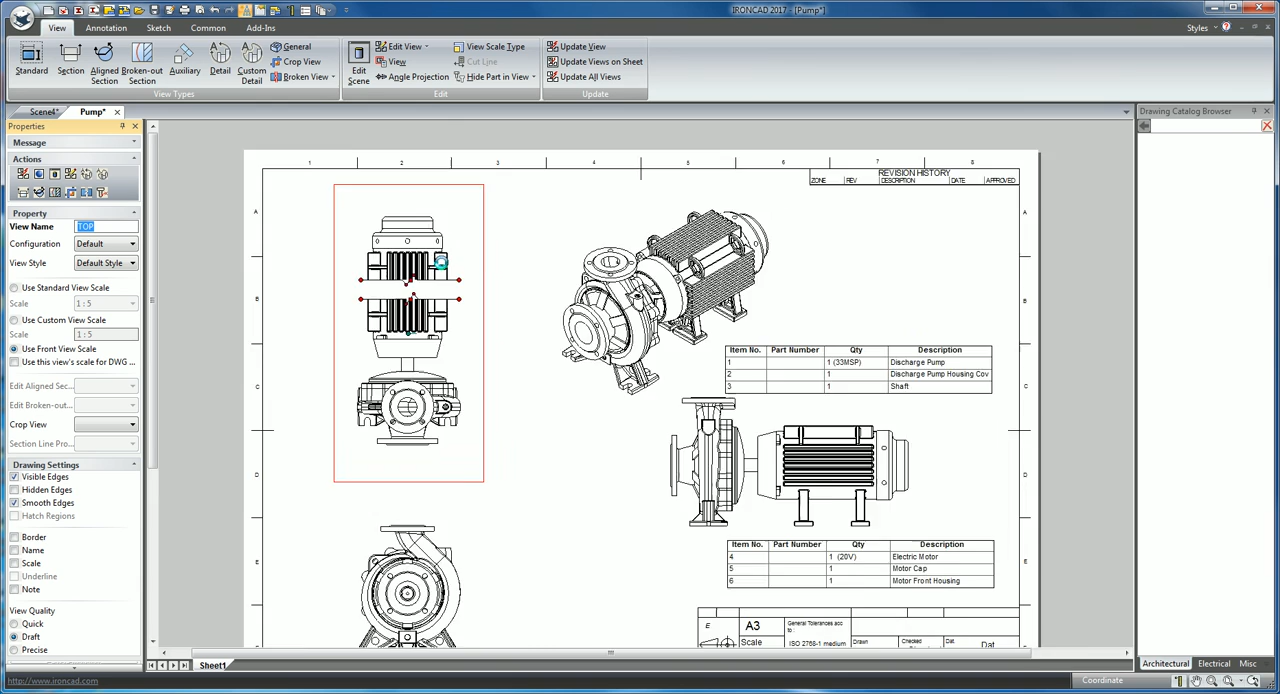 IRONCAD 2017 - [Pump*]
View Annotation Sketch Common Add-Ins Styles
Standard Section Aligned Section Broken-out Section Auxiliary Detail Custom Detail
General
Crop View
Broken View
View Types
Edit Scene
Edit View
View
Angle Projection
View Scale Type
Cut Line
Hide Part in View
Edit
Update View
Update Views on Sheet
Update All Views
Update
Scene4* Pump*
Properties
Message
Actions
Property
View Name TOP
Configuration Default
View Style Default Style
Use Standard View Scale
Scale 1 : 5
Use Custom View Scale
Scale 1 : 5
Use Front View Scale
Use this view's scale for DWG ...
Edit Aligned Sec...
Edit Broken-out...
Crop View
Section Line Pro...
Drawing Settings
Visible Edges
Hidden Edges
Smooth Edges
Hatch Regions
Border
Name
Scale
Underline
Note
View Quality
Quick
Draft
Precise
1 2 3 4 5 6 7 8
A
B
C
D
E
REVISION HISTORY
ZONE REV DESCRIPTION DATE APPROVED
A
B
C
D
E
Item No. Part Number Qty Description
1 1 (33MSP) Discharge Pump
2 1 Discharge Pump Housing Cov
3 1 Shaft
Item No. Part Number Qty Description
4 1 (20V) Electric Motor
5 1 Motor Cap
6 1 Motor Front Housing
E A3
Scale
General Tolerances acc to :
ISO 2768-1 medium
Drawn Checked Dat.
Dat
Drawing Catalog Browser
Architectural Electrical Misc
Sheet1
http://www.ironcad.com
Coordinate